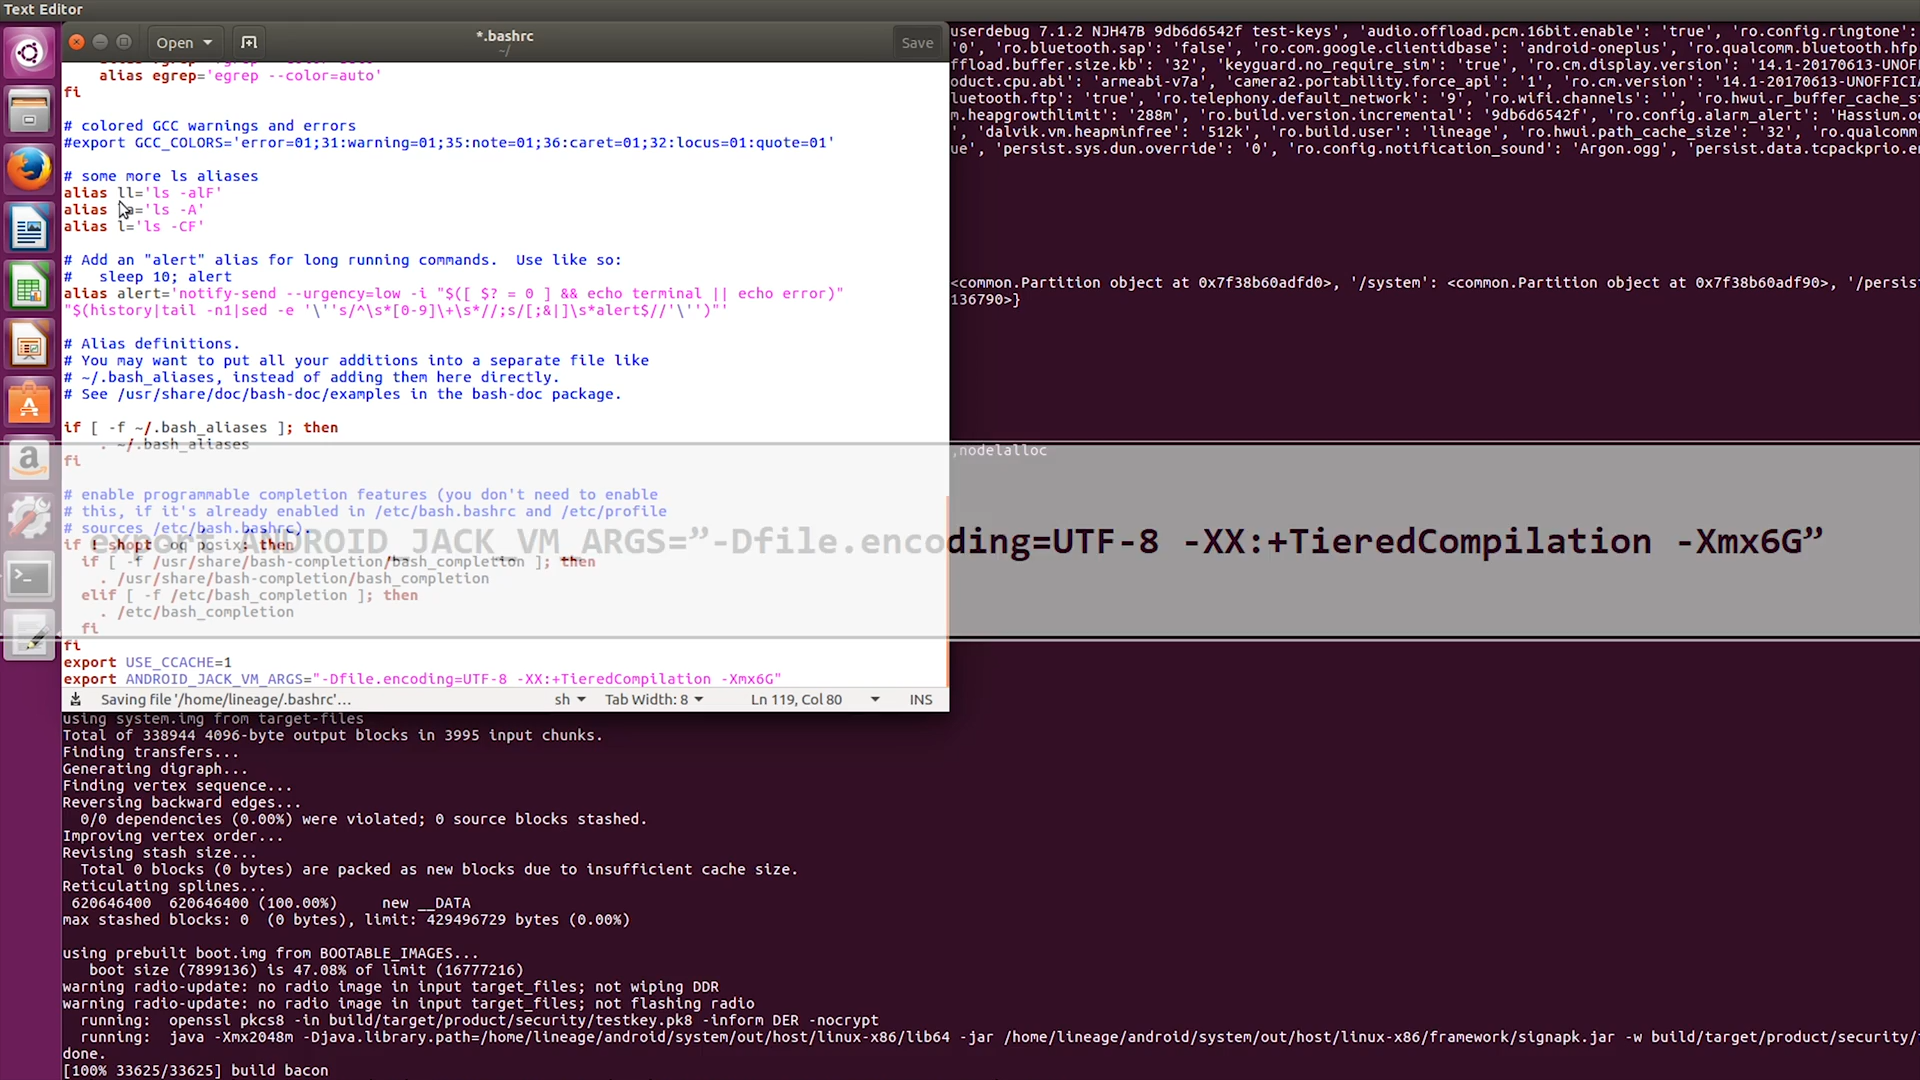 Text Editor
Open
*.bashrc
~/
Save
alias egrep='egrep --color=auto'
fi
# colored GCC warnings and errors
#export GCC_COLORS='error=01;31:warning=01;35:note=01;36:caret=01;32:locus=01:quote=01'
# some more ls aliases
alias ll='ls -alF'
alias ='ls -A'
alias l='ls -CF'
# Add an "alert" alias for long running commands.  Use like so:
#   sleep 10; alert
alias alert='notify-send --urgency=low -i "$([ $? = 0 ] && echo terminal || echo error)"
"$(history|tail -n1|sed -e '\''s/^\s*[0-9]\+\s*//;s/[;&|]\s*alert$//'\'')"'
# Alias definitions.
# You may want to put all your additions into a separate file like
# ~/.bash_aliases, instead of adding them here directly.
# See /usr/share/doc/bash-doc/examples in the bash-doc package.
if [ -f ~/.bash_aliases ]; then
. ~/.bash_aliases
fi
# enable programmable completion features (you don't need to enable
# this, if it's already enabled in /etc/bash.bashrc and /etc/profile
# sources /etc/bash.bashrc).
if ! shopt -oq posix; then
if [ -f /usr/share/bash-completion/bash_completion ]; then
. /usr/share/bash-completion/bash_completion
elif [ -f /etc/bash_completion ]; then
. /etc/bash_completion
fi
fi
export USE_CCACHE=1
export ANDROID_JACK_VM_ARGS="-Dfile.encoding=UTF-8 -XX:+TieredCompilation -Xmx6G"
Saving file '/home/lineage/.bashrc'…
sh
Tab Width: 8
Ln 119, Col 80
INS
userdebug 7.1.2 NJH47B 9db6d6542f test-keys', 'audio.offload.pcm.16bit.enable': 'true', 'ro.config.ringtone':
'0', 'ro.bluetooth.sap': 'false', 'ro.com.google.clientidbase': 'android-oneplus', 'ro.qualcomm.bluetooth.hfp
offload.buffer.size.kb': '32', 'keyguard.no_require_sim': 'true', 'ro.cm.display.version': '14.1-20170613-UNOF
oduct.cpu.abi': 'armeabi-v7a', 'camera2.portability.force_api': '1', 'ro.cm.version': '14.1-20170613-UNOFFICI
luetooth.ftp': 'true', 'ro.telephony.default_network': '9', 'ro.wifi.channels': '', 'ro.hwui.r_buffer_cache_s
m.heapgrowthlimit': '288m', 'ro.build.version.incremental': '9db6d6542f', 'ro.config.alarm_alert': 'Hassium.o
, 'dalvik.vm.heapminfree': '512k', 'ro.build.user': 'lineage', 'ro.hwui.path_cache_size': '32', 'ro.qualcomm
ue', 'persist.sys.dun.override': '0', 'ro.config.notification_sound': 'Argon.ogg', 'persist.data.tcpackprio.en
<common.Partition object at 0x7f38b60adfd0>, '/system': <common.Partition object at 0x7f38b60adf90>, '/persis
136790>}
,nodelalloc
export ANDROID_JACK_VM_ARGS=”-Dfile.encoding=UTF-8 -XX:+TieredCompilation -Xmx6G”
using system.img from target-files
Total of 338944 4096-byte output blocks in 3995 input chunks.
Finding transfers...
Generating digraph...
Finding vertex sequence...
Reversing backward edges...
0/0 dependencies (0.00%) were violated; 0 source blocks stashed.
Improving vertex order...
Revising stash size...
Total 0 blocks (0 bytes) are packed as new blocks due to insufficient cache size.
Reticulating splines...
620646400  620646400 (100.00%)     new __DATA
max stashed blocks: 0  (0 bytes), limit: 429496729 bytes (0.00%)
using prebuilt boot.img from BOOTABLE_IMAGES...
boot size (7899136) is 47.08% of limit (16777216)
warning radio-update: no radio image in input target_files; not wiping DDR
warning radio-update: no radio image in input target_files; not flashing radio
running:  openssl pkcs8 -in build/target/product/security/testkey.pk8 -inform DER -nocrypt
running:  java -Xmx2048m -Djava.library.path=/home/lineage/android/system/out/host/linux-x86/lib64 -jar /home/lineage/android/system/out/host/linux-x86/framework/signapk.jar -w build/target/product/security/
done.
[100% 33625/33625] build bacon